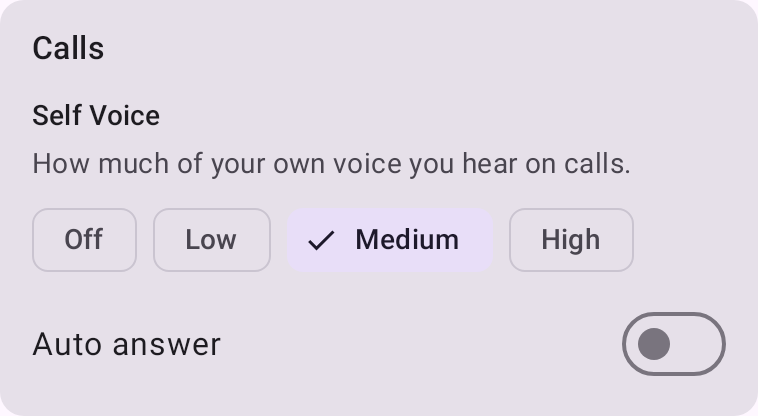 Calls
Self Voice
How much of your own voice you hear on calls.
Off Low Medium High
Auto answer